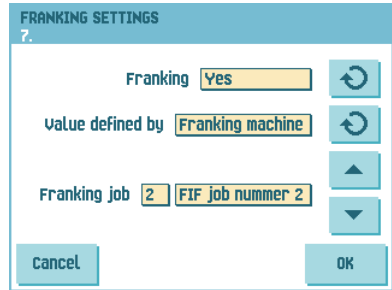 FRANKING SETTINGS
7.
Franking Yes
Value defined by Franking machine
Franking job 2 FIF job nummer 2
Cancel OK